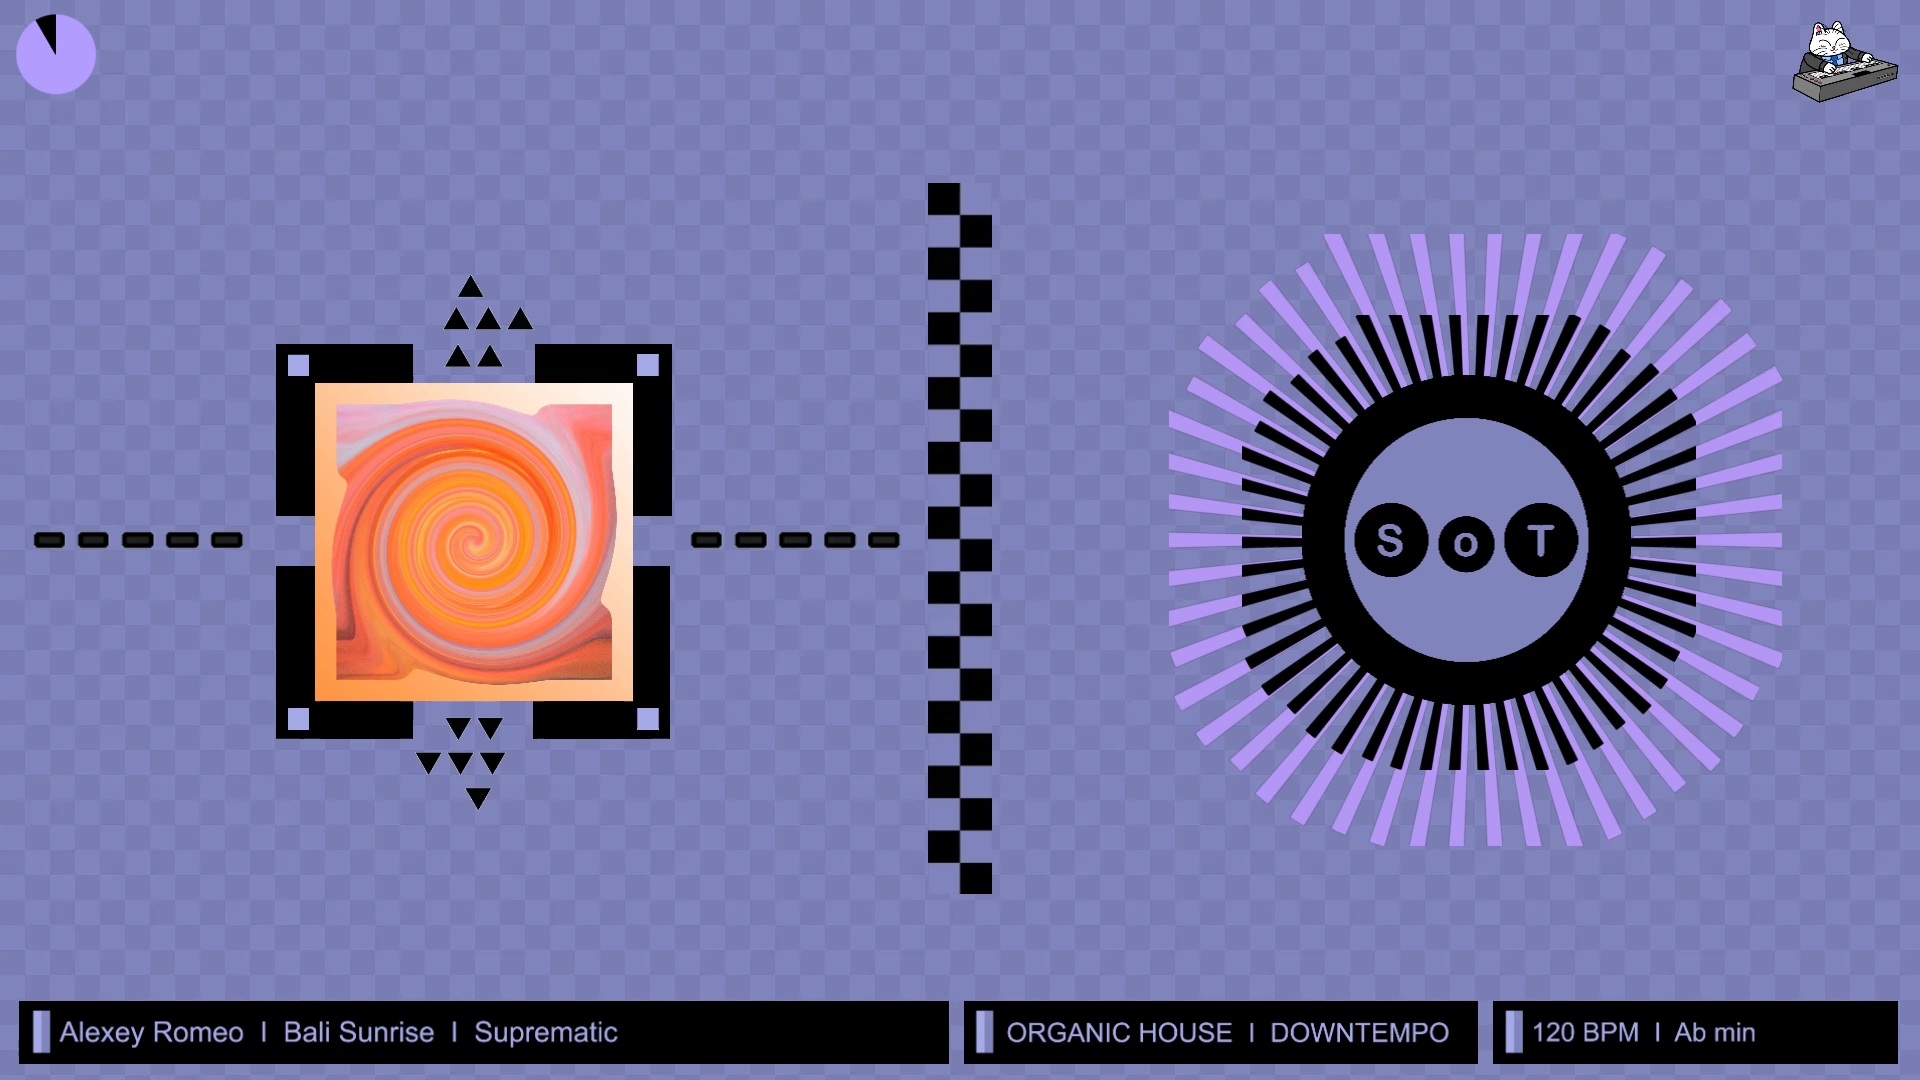 S o T
Alexey Romeo I Bali Sunrise I Suprematic
ORGANIC HOUSE I DOWNTEMPO
120 BPM I Ab min